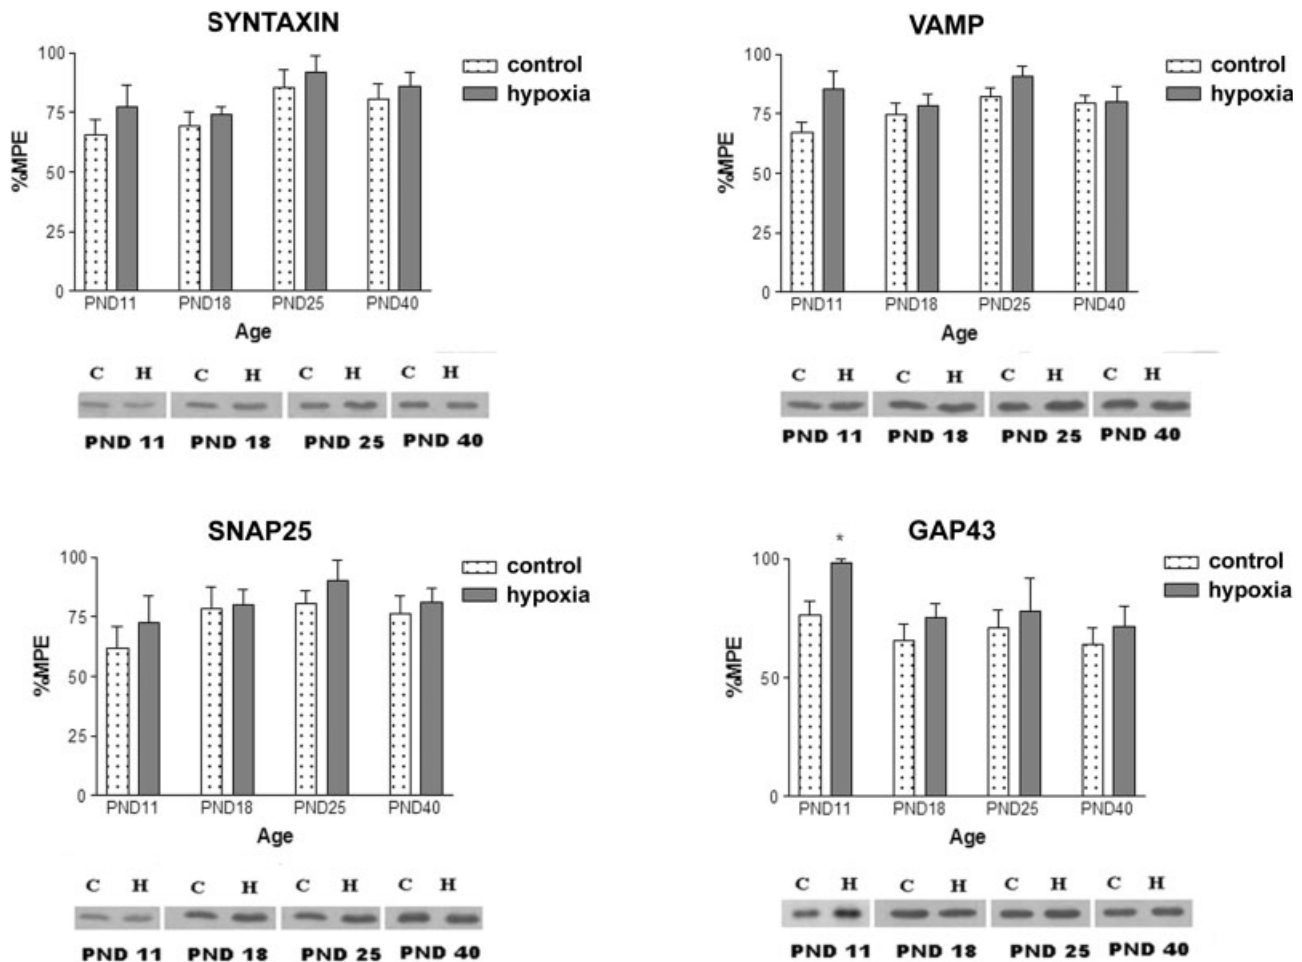 SYNTAXIN
100
75
50
25
0
%MPE
PND11 PND18 PND25 PND40
Age
control
hypoxia
C H C H C H C H
PND 11 PND 18 PND 25 PND 40
VAMP
100
75
50
25
0
%MPE
PND11 PND18 PND25 PND40
Age
control
hypoxia
C H C H C H C H
PND 11 PND 18 PND 25 PND 40
SNAP25
100
75
50
25
0
%MPE
PND11 PND18 PND25 PND40
Age
control
hypoxia
C H C H C H C H
PND 11 PND 18 PND 25 PND 40
GAP43
*
100
50
0
%MPE
PND11 PND18 PND25 PND40
Age
control
hypoxia
C H C H C H C H
PND 11 PND 18 PND 25 PND 40